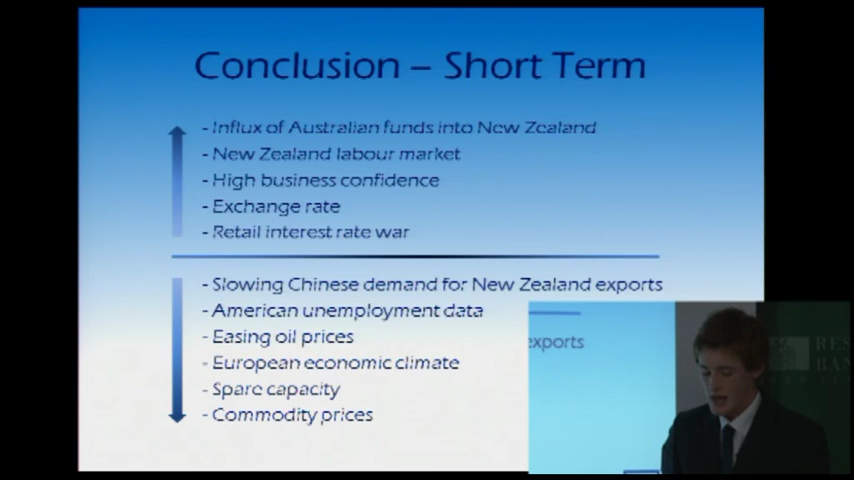 Conclusion – Short Term
- Influx of Australian funds into New Zealand
- New Zealand labour market
- High business confidence
- Exchange rate
- Retail interest rate war
- Slowing Chinese demand for New Zealand exports
- American unemployment data
- Easing oil prices
- European economic climate
- Spare capacity
- Commodity prices
exports
RES
BAN